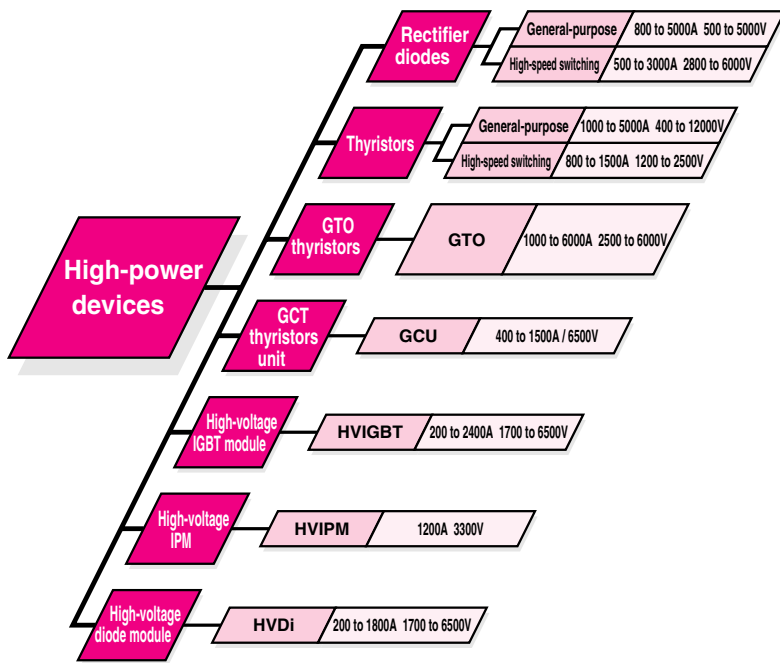 High-power
devices
Rectifier
diodes
General-purpose 800 to 5000A 500 to 5000V
High-speed switching 500 to 3000A 2800 to 6000V
Thyristors
General-purpose 1000 to 5000A 400 to 12000V
High-speed switching 800 to 1500A 1200 to 2500V
GTO
thyristors
GTO 1000 to 6000A 2500 to 6000V
GCT
thyristors
unit
GCU 400 to 1500A / 6500V
High-voltage
IGBT module
HVIGBT 200 to 2400A 1700 to 6500V
High-voltage
IPM
HVIPM 1200A 3300V
High-voltage
diode module
HVDi 200 to 1800A 1700 to 6500V